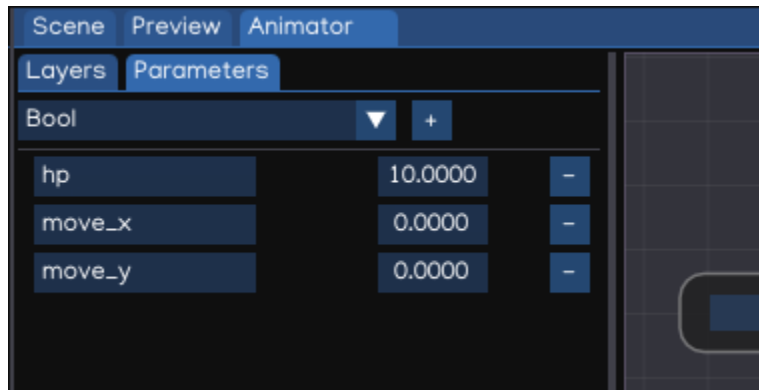 Scene Preview Animator
Layers Parameters
Bool +
hp 10.0000 -
move_x 0.0000 -
move_y 0.0000 -